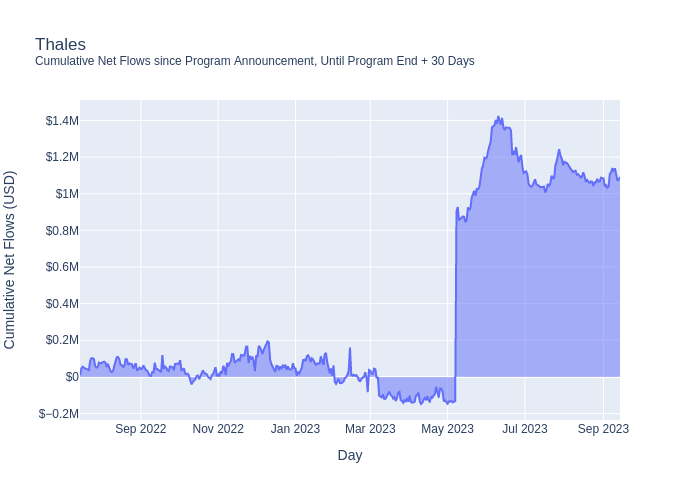 Thales
Cumulative Net Flows since Program Announcement, Until Program End + 30 Days
Cumulative Net Flows (USD)
$1.4M
$1.2M
$1M
$0.8M
$0.6M
$0.4M
$0.2M
$0
$−0.2M
Sep 2022
Nov 2022
Jan 2023
Mar 2023
May 2023
Jul 2023
Sep 2023
Day